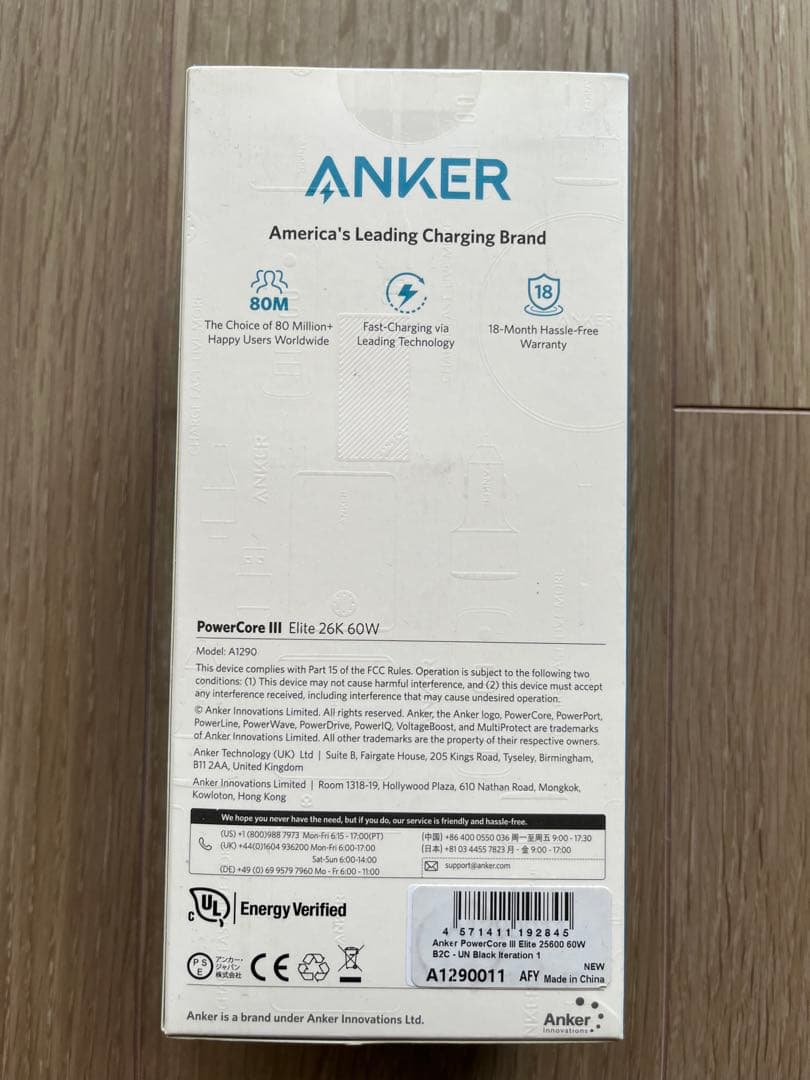 ANKER
America's Leading Charging Brand
80M
The Choice of 80 Million+
Happy Users Worldwide
Fast-Charging via
Leading Technology
18
18-Month Hassle-Free
Warranty
ANKER
ANKER
PowerCore III Elite 26K 60W
Model: A1290
This device complies with Part 15 of the FCC Rules. Operation is subject to the following two
conditions: (1) This device may not cause harmful interference, and (2) this device must accept
any interference received, including interference that may cause undesired operation.
© Anker Innovations Limited. All rights reserved. Anker, the Anker logo, PowerCore, PowerPort,
PowerLine, PowerWave, PowerDrive, PowerIQ, VoltageBoost, and MultiProtect are trademarks
of Anker Innovations Limited. All other trademarks are the property of their respective owners.
Anker Technology (UK) Ltd | Suite B, Fairgate House, 205 Kings Road, Tyseley, Birmingham,
B11 2AA, United Kingdom
Anker Innovations Limited | Room 1318-19, Hollywood Plaza, 610 Nathan Road, Mongkok,
Kowloton, Hong Kong
We hope you never have the need, but if you do, our service is friendly and hassle-free.
(US) +1 (800)988 7973 Mon-Fri 6:15 - 17:00(PT)
(UK) +44(0)1604 936200 Mon-Fri 6:00-17:00
Sat-Sun 6:00-14:00
(DE) +49 (0) 69 9579 7960 Mo - Fr 6:00 - 11:00
(中国) +86 400 0550 036 周一至周五 9:00 - 17:30
(日本) +81 03 4455 7823 月 - 金 9:00 - 17:00
support@anker.com
C UL Energy Verified
4 571411 192845
Anker PowerCore III Elite 25600 60W
B2C - UN Black Iteration 1
NEW
A1290011 AFY Made in China
PSE
アンカー・
ジャパン
株式会社
CE
Anker is a brand under Anker Innovations Ltd.
Anker
Innovations